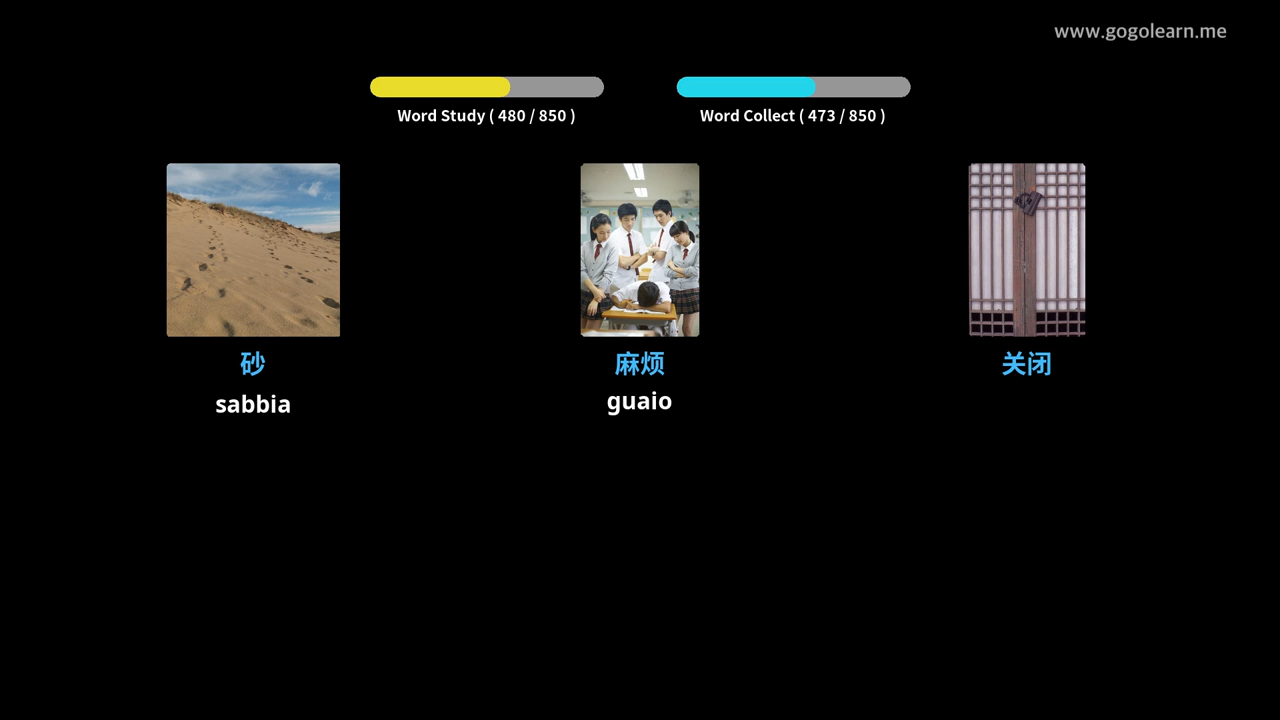 www.gogolearn.me
Word Study ( 480 / 850 )
Word Collect ( 473 / 850 )
砂
麻烦
关闭
sabbia
guaio